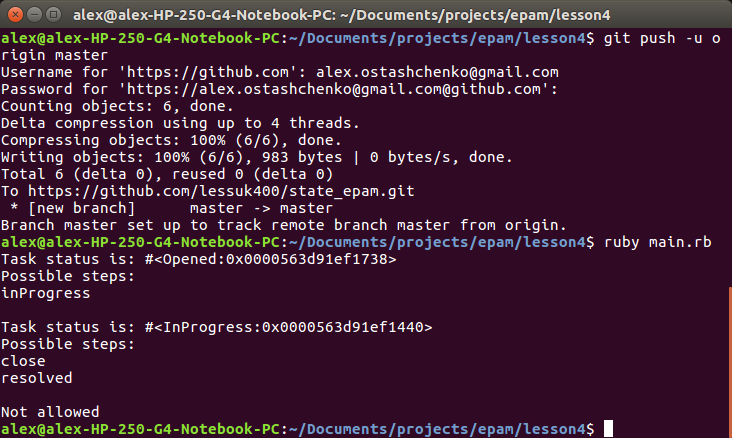 alex@alex-HP-250-G4-Notebook-PC: ~/Documents/projects/epam/lesson4
alex@alex-HP-250-G4-Notebook-PC:~/Documents/projects/epam/lesson4$ git push -u o
rigin master
Username for 'https://github.com': alex.ostashchenko@gmail.com
Password for 'https://alex.ostashchenko@gmail.com@github.com':
Counting objects: 6, done.
Delta compression using up to 4 threads.
Compressing objects: 100% (6/6), done.
Writing objects: 100% (6/6), 983 bytes | 0 bytes/s, done.
Total 6 (delta 0), reused 0 (delta 0)
To https://github.com/lessuk400/state_epam.git
 * [new branch]      master -> master
Branch master set up to track remote branch master from origin.
alex@alex-HP-250-G4-Notebook-PC:~/Documents/projects/epam/lesson4$ ruby main.rb
Task status is: #<Opened:0x0000563d91ef1738>
Possible steps:
inProgress

Task status is: #<InProgress:0x0000563d91ef1440>
Possible steps:
close
resolved

Not allowed
alex@alex-HP-250-G4-Notebook-PC:~/Documents/projects/epam/lesson4$